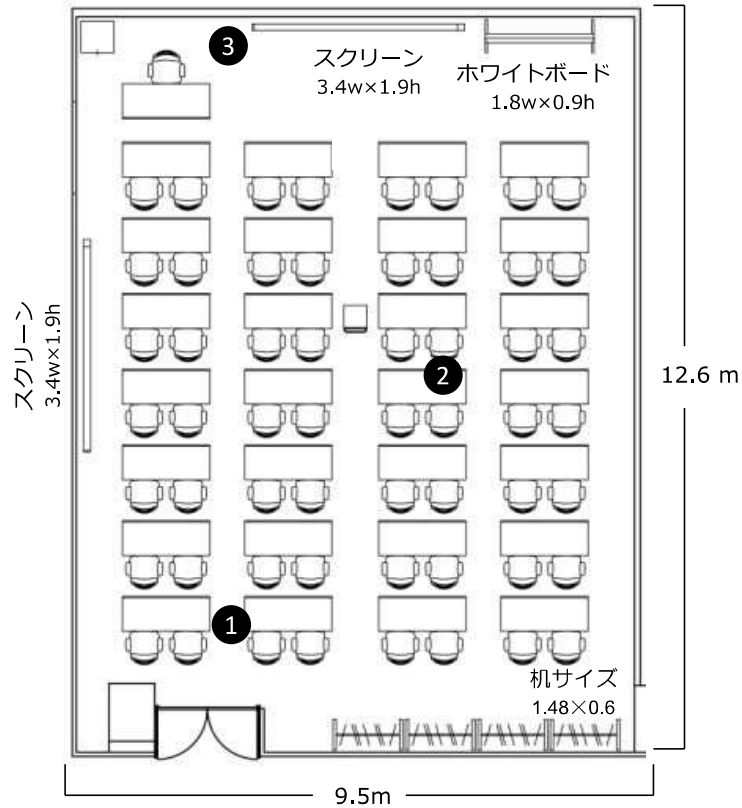 3
スクリーン
3.4w×1.9h
ホワイトボード
1.8w×0.9h
スクリーン
3.4w×1.9h
2
12.6 m
1
机サイズ
1.48×0.6
9.5m